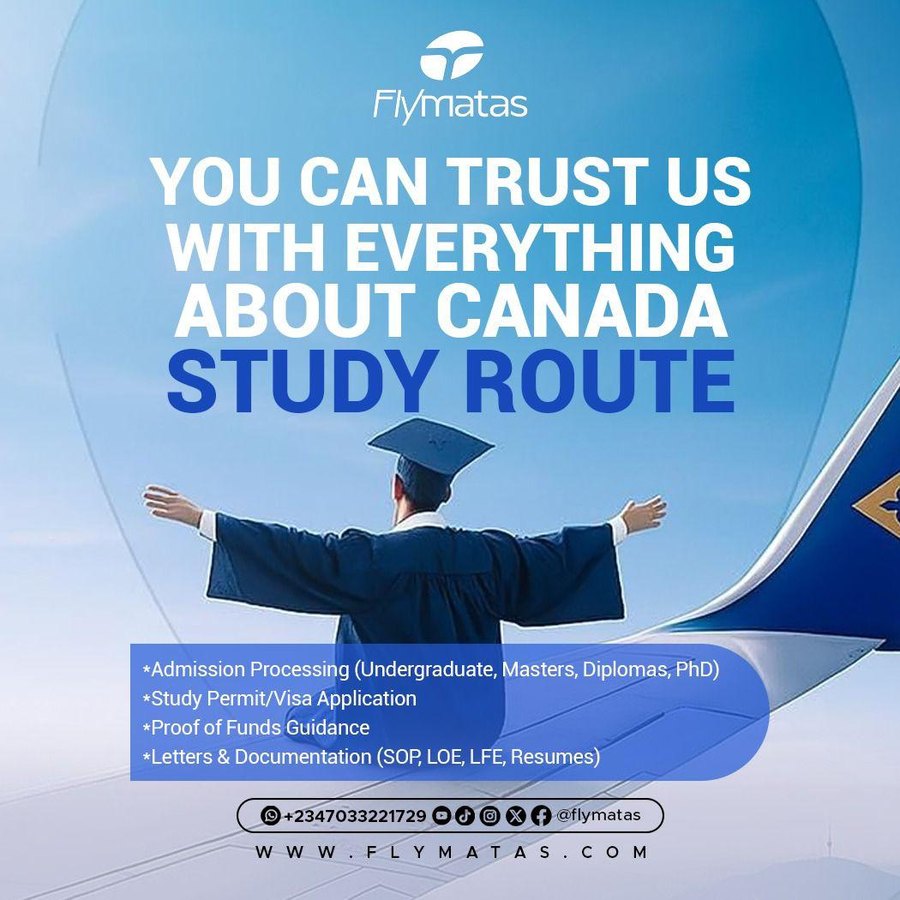 Flymatas
YOU CAN TRUST US
WITH EVERYTHING
ABOUT CANADA
STUDY ROUTE
*Admission Processing (Undergraduate, Masters, Diplomas, PhD)
*Study Permit/Visa Application
*Proof of Funds Guidance
*Letters & Documentation (SOP, LOE, LFE, Resumes)
+2347033221729 @flymatas
WWW.FLYMATAS.COM